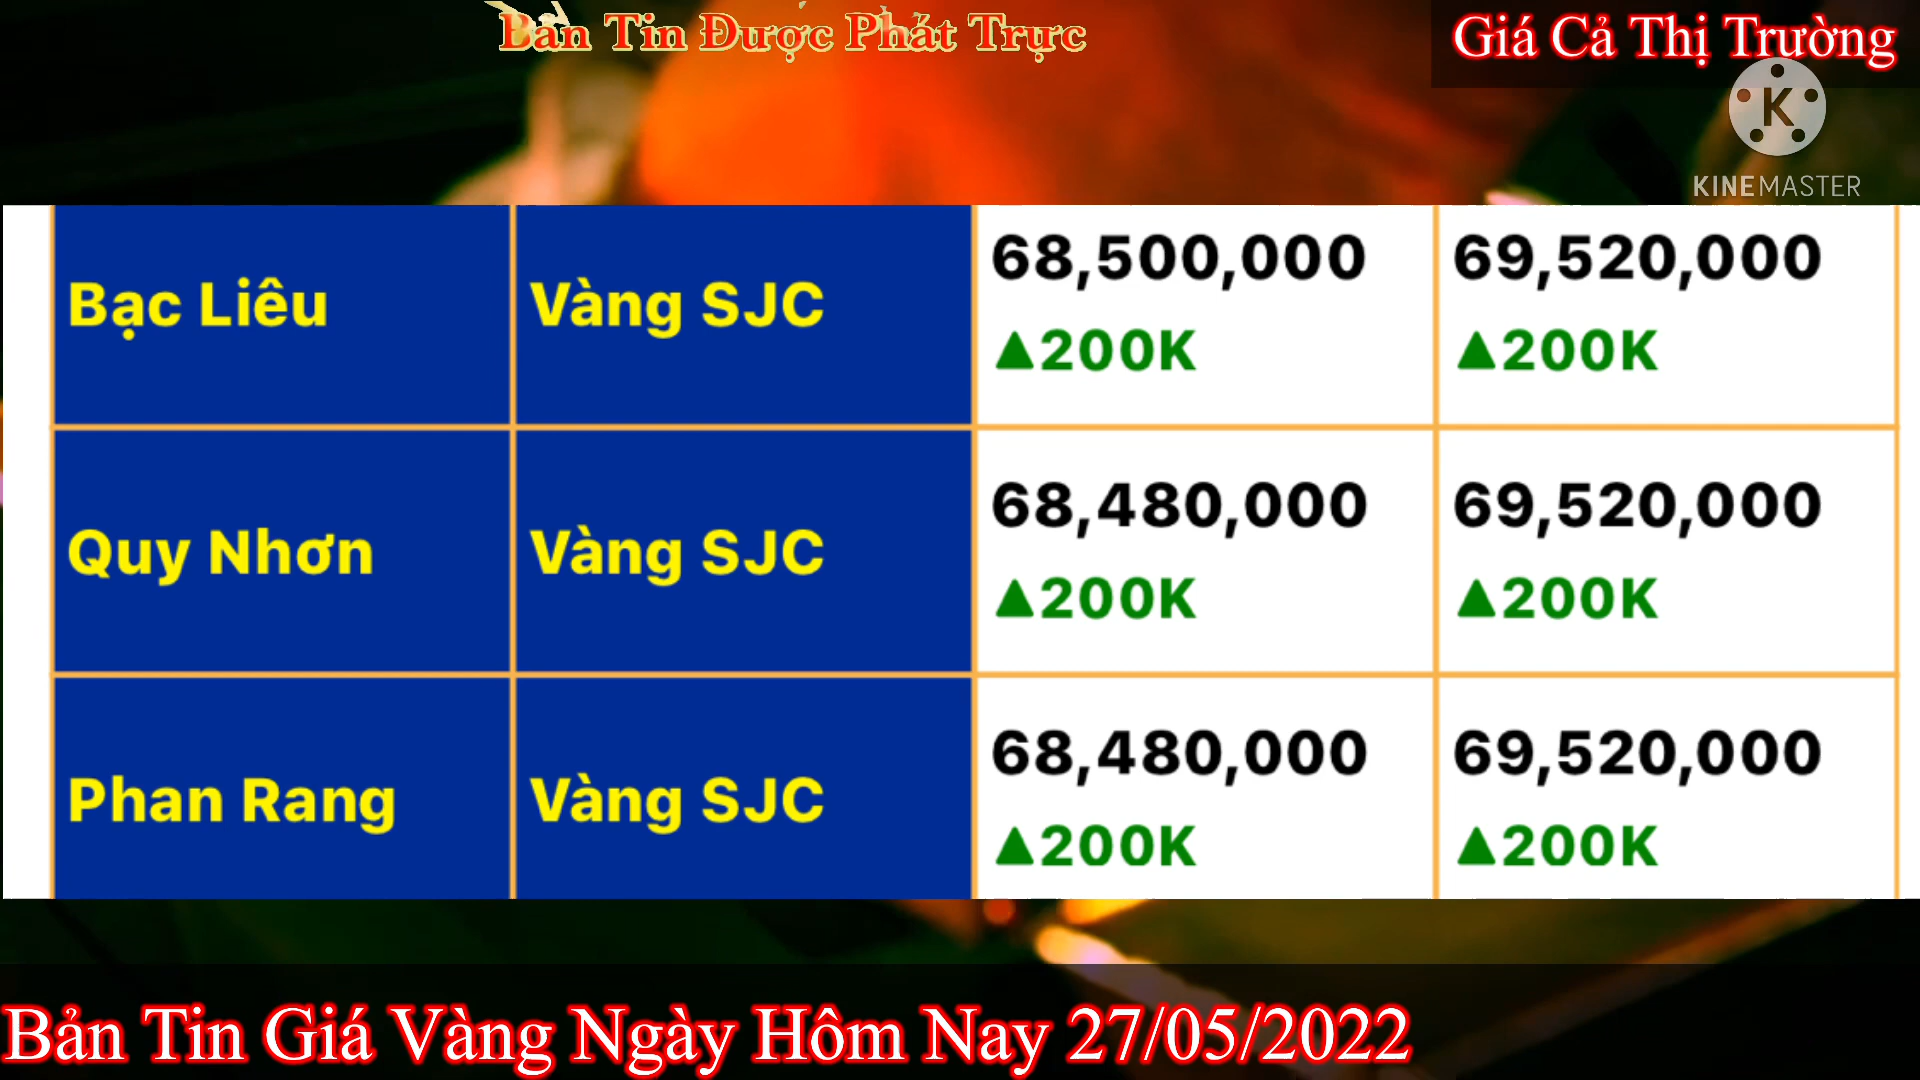 Bản Tin Được Phát Trực
Giá Cả Thị Trường
K
KINEMASTER
Bạc Liêu
Vàng SJC
68,500,000
▲200K
69,520,000
▲200K
Quy Nhơn
Vàng SJC
68,480,000
▲200K
69,520,000
▲200K
Phan Rang
Vàng SJC
68,480,000
▲200K
69,520,000
▲200K
Bản Tin Giá Vàng Ngày Hôm Nay 27/05/2022